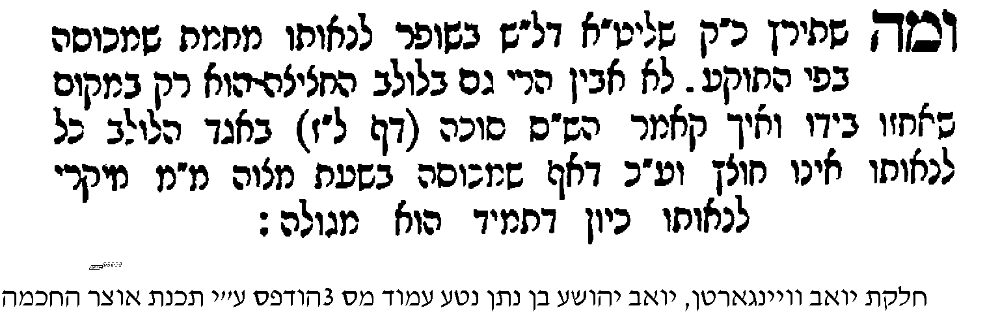 ומה שתירץ כ"ק שליט"א דל"ש בשופר לנאותו מחמת שמכוסה
בפי התוקע. לא אבין הרי גם בלולב החלילה הוא רק במקום
שאחזו בידו ואיך קאמר הש"ס סוכה (דף ל"ז) באגד הלולב כל
לנאותו אינו חוצץ וע"כ דאף שמכוסה בשעת מצוה מ"מ מיקרי
לנאותו כיון דתמיד הוא מגולה:
חלקת יואב וויינגארטן, יואב יהושע בן נתן נטע עמוד מס 3הודפס ע״י תכנת אוצר החכמה